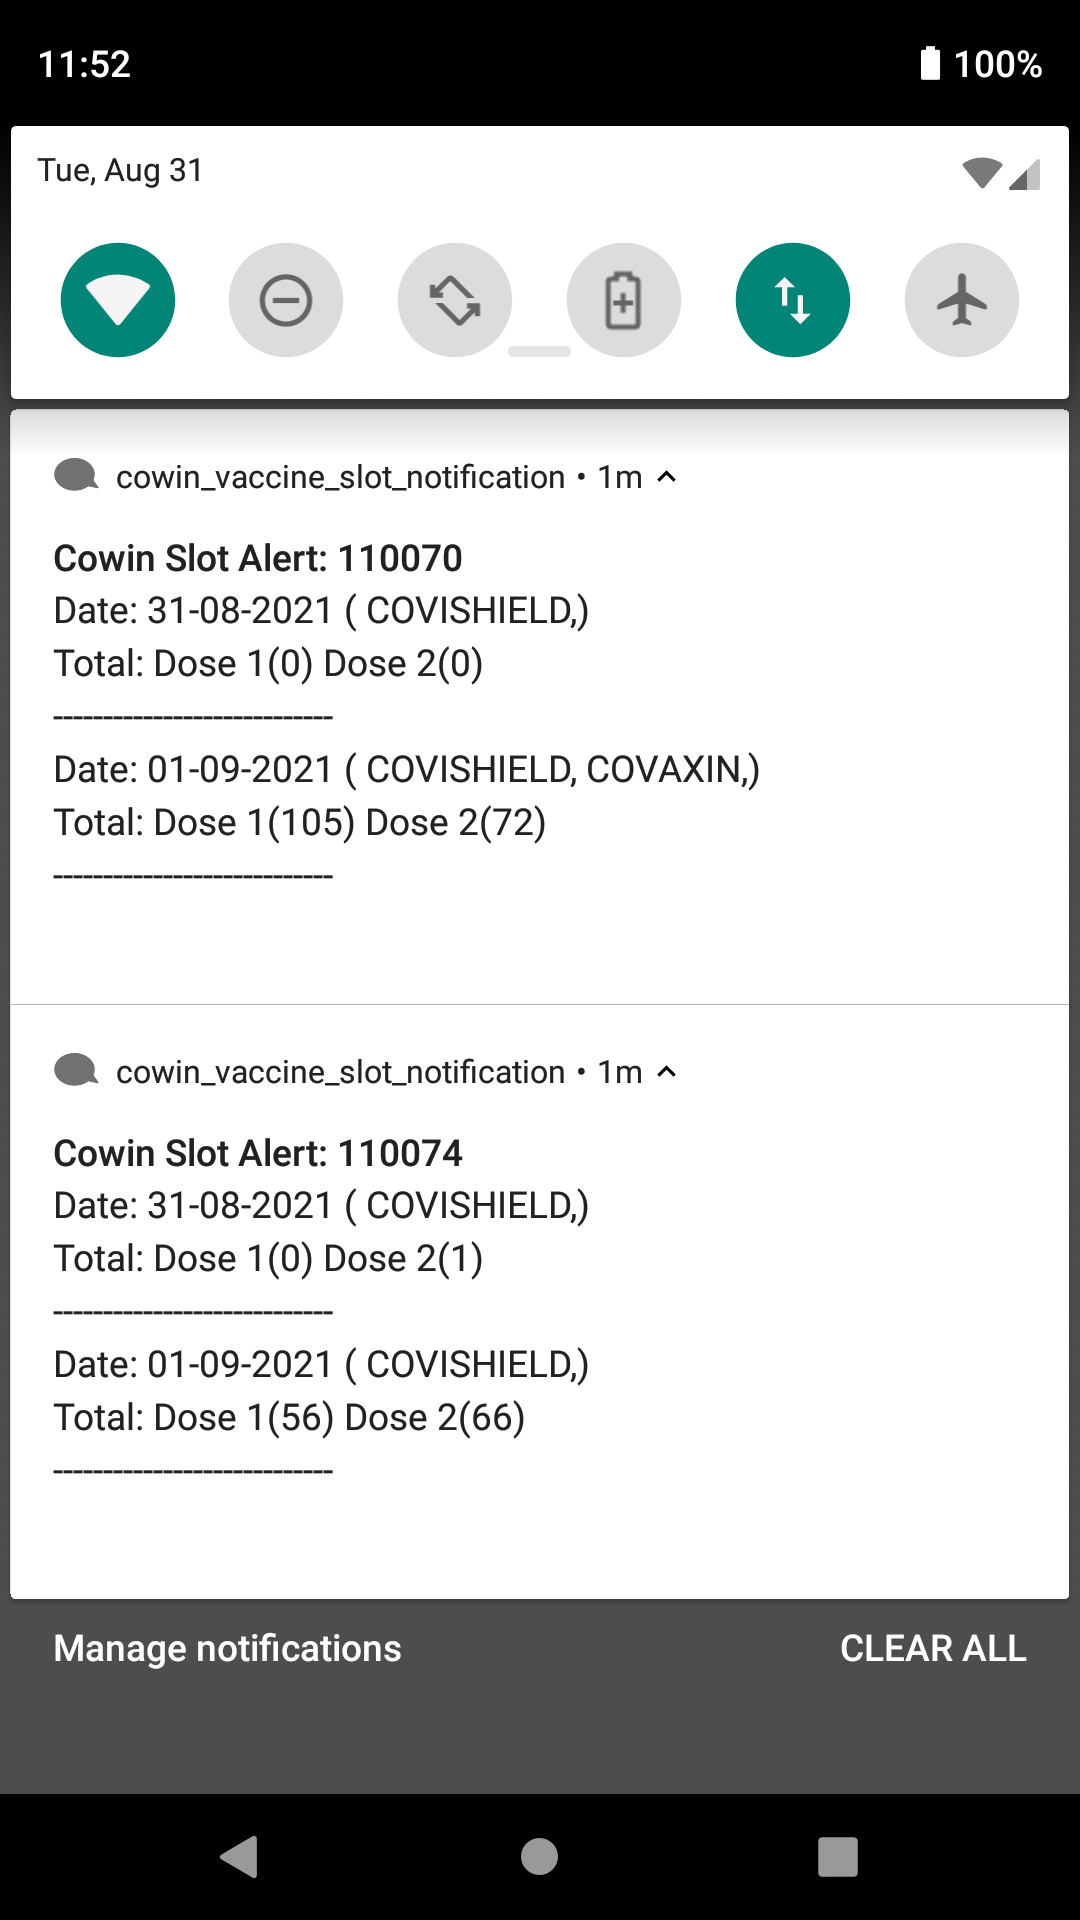 11:52 100%
Tue, Aug 31
cowin_vaccine_slot_notification • 1m
Cowin Slot Alert: 110070
Date: 31-08-2021 ( COVISHIELD,)
Total: Dose 1(0) Dose 2(0)
----------------------------
Date: 01-09-2021 ( COVISHIELD, COVAXIN,)
Total: Dose 1(105) Dose 2(72)
----------------------------
cowin_vaccine_slot_notification • 1m
Cowin Slot Alert: 110074
Date: 31-08-2021 ( COVISHIELD,)
Total: Dose 1(0) Dose 2(1)
----------------------------
Date: 01-09-2021 ( COVISHIELD,)
Total: Dose 1(56) Dose 2(66)
----------------------------
Manage notifications CLEAR ALL